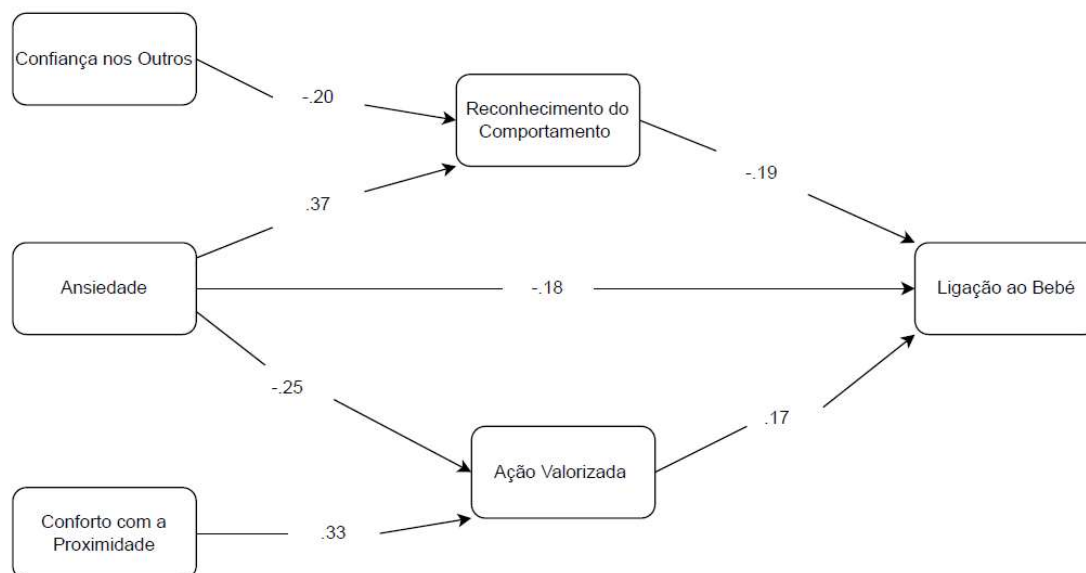 Confiança nos Outros
-.20
Reconhecimento do
Comportamento
-.19
.37
Ansiedade
-.18
Ligação ao Bebé
-.25
.17
Ação Valorizada
Conforto com a
Proximidade
.33